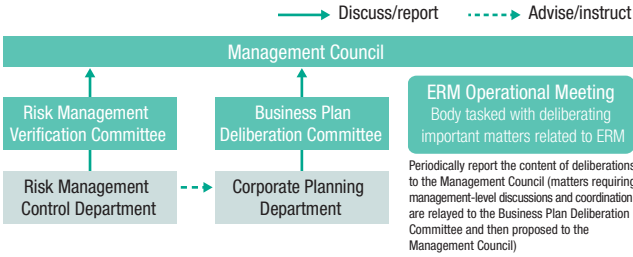 Discuss/report
Advise/instruct
Management Council
Risk Management
Verification Committee
Business Plan
Deliberation Committee
ERM Operational Meeting
Body tasked with deliberating
important matters related to ERM
Risk Management
Control Department
Corporate Planning
Department
Periodically report the content of deliberations
to the Management Council (matters requiring
management-level discussions and coordination
are relayed to the Business Plan Deliberation
Committee and then proposed to the
Management Council)